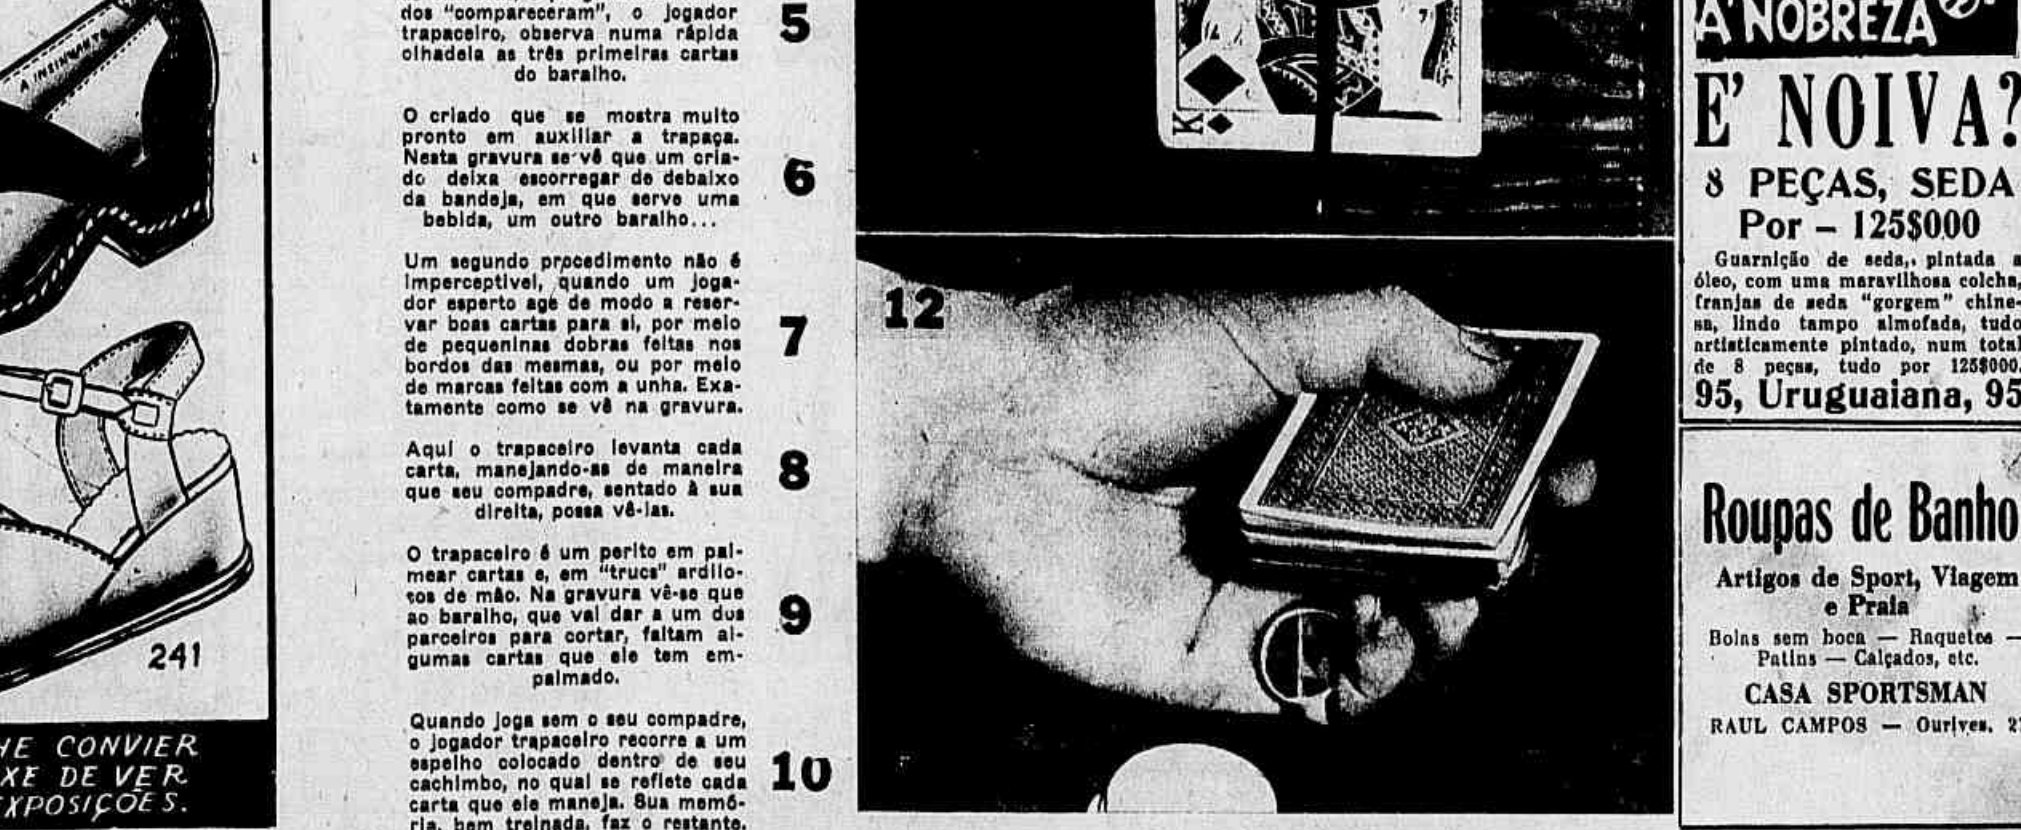 A INSINUANTE
241
HE CONVIER
XE DE VER
XPOSIÇÕES.
dos "compareceram", o jogador
trapaceiro, observa numa rápida
olhadela as três primeiras cartas
do baralho.
5
O criado que se mostra muito
pronto em auxiliar a trapaça.
Nesta gravura se vê que um cria-
do deixa escorregar de debaixo
da bandeja, em que serve uma
bebida, um outro baralho...
6
Um segundo procedimento não é
imperceptivel, quando um joga-
dor esperto age de modo a reser-
var boas cartas para si, por meio
de pequeninas dobras feitas nos
bordos das mesmas, ou por meio
de marcas feitas com a unha. Exa-
tamente como se vê na gravura.
7
Aqui o trapaceiro levanta cada
carta, manejando-as de maneira
que seu compadre, sentado à sua
direita, possa vê-las.
8
O trapaceiro é um perito em pal-
mear cartas e, em "trucs" ardilo-
sos de mão. Na gravura vê-se que
ao baralho, que vai dar a um dos
parceiros para cortar, faltam al-
gumas cartas que ele tem em-
palmado.
9
Quando joga sem o seu compadre,
o jogador trapaceiro recorre a um
espelho colocado dentro de seu
cachimbo, no qual se reflete cada
carta que ele maneja. Sua memó-
ria, bem treinada, faz o restante.
10
K
12
A NOBREZA
E' NOIVA?
8 PEÇAS, SEDA
Por – 125$000
Guarnição de seda,. pintada a
óleo, com uma maravilhosa colcha,
franjas de seda "gorgem" chine-
sa, lindo tampo almofada, tudo
artisticamente pintado, num total
de 8 peças, tudo por 125$000.
95, Uruguaiana, 95
Roupas de Banho
Artigos de Sport, Viagem
e Praia
Bolas sem boca — Raquetes —
Patins — Calçados, etc.
CASA SPORTSMAN
RAUL CAMPOS — Ourives.